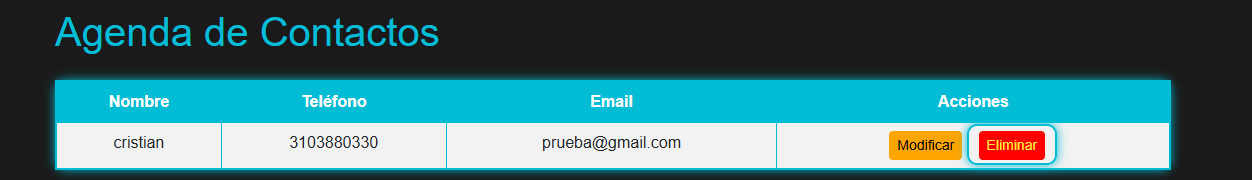 Agenda de Contactos
Nombre Teléfono Email Acciones
cristian 3103880330 prueba@gmail.com Modificar Eliminar